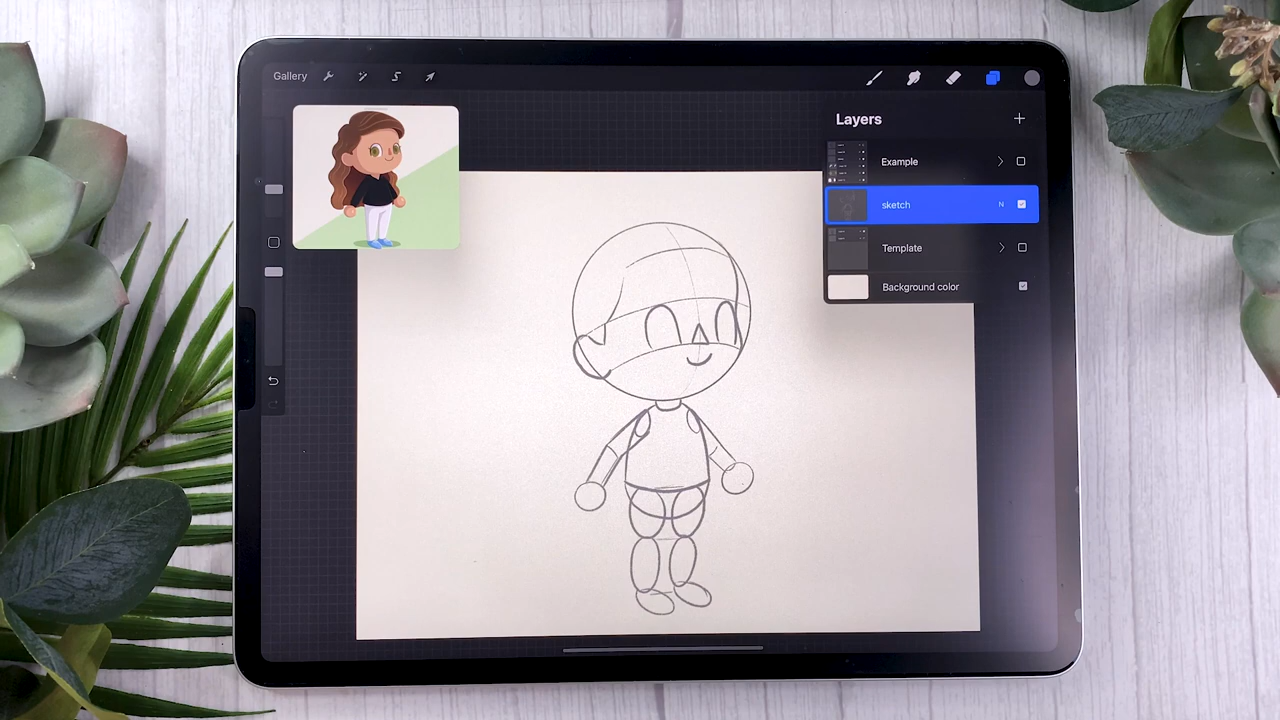 Gallery
Layers
Example
sketch N
Template
Background color